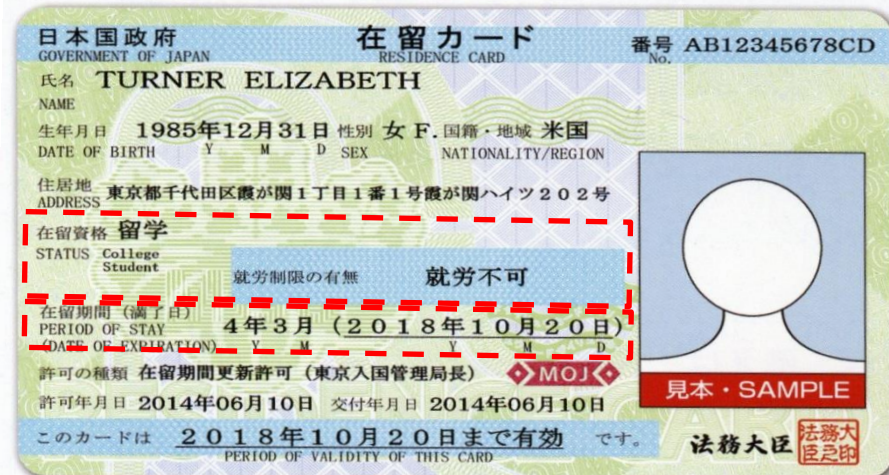 日本国政府 在留カード 番号 AB12345678CD
GOVERNMENT OF JAPAN RESIDENCE CARD No.
氏名 TURNER ELIZABETH
NAME
生年月日 1985年12月31日 性別 女 F. 国籍・地域 米国
DATE OF BIRTH Y M D SEX NATIONALITY/REGION
住居地 東京都千代田区霞が関1丁目1番1号霞が関ハイツ202号
ADDRESS
在留資格 留学
STATUS College
Student
就労制限の有無 就労不可
在留期間(満了日) 4年3月(2018年10月20日)
PERIOD OF STAY
(DATE OF EXPIRATION) Y M Y M D
許可の種類 在留期間更新許可(東京入国管理局長) MOJ
見本・SAMPLE
許可年月日 2014年06月10日 交付年月日 2014年06月10日
このカードは 2018年10月20日まで有効 です。
PERIOD OF VALIDITY OF THIS CARD
法務大臣 法務大臣之印